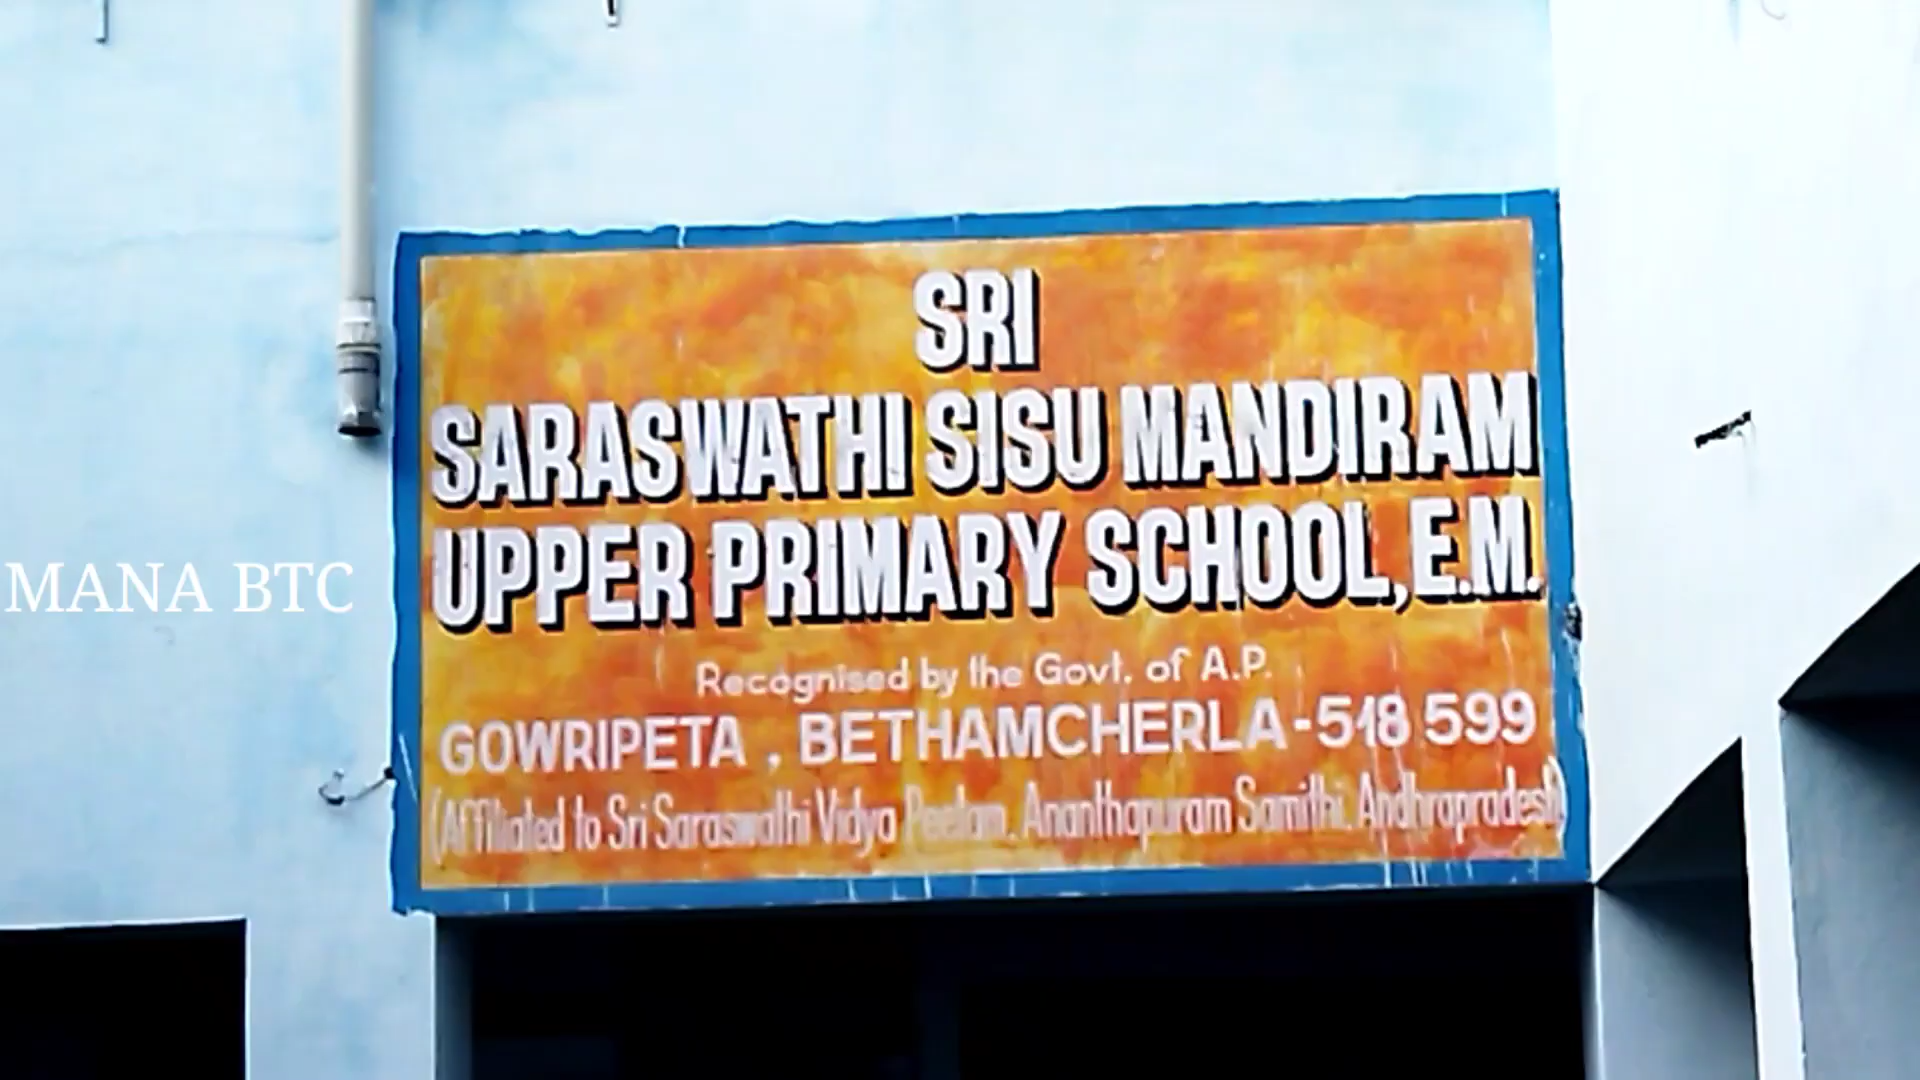 SRI
SARASWATHI SISU MANDIRAM
UPPER PRIMARY SCHOOL, E.M.
Recognised by the Govt. of A.P.
GOWRIPETA , BETHAMCHERLA - 518 599
(Affiliated to Sri Saraswathi Vidya Peetam, Ananthapuram Samithi, Andhrapradesh)
MANA BTC